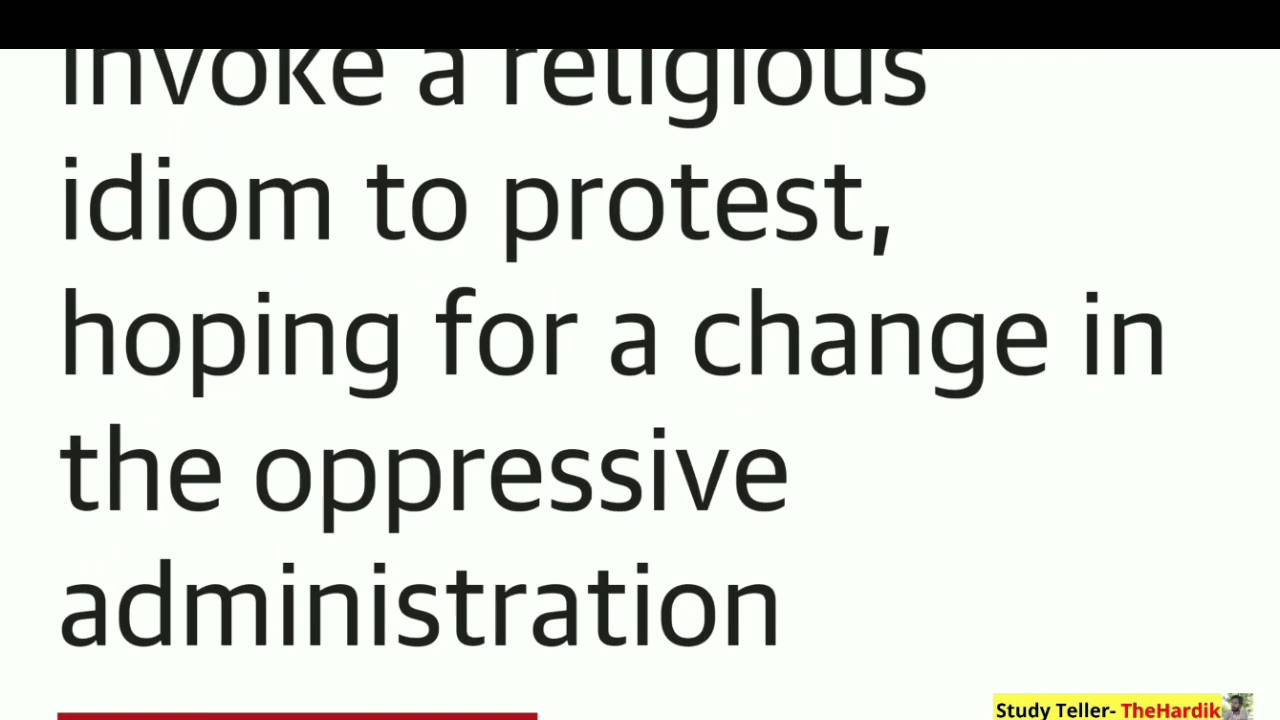 invoke a religious
idiom to protest,
hoping for a change in
the oppressive
administration
Study Teller- TheHardik